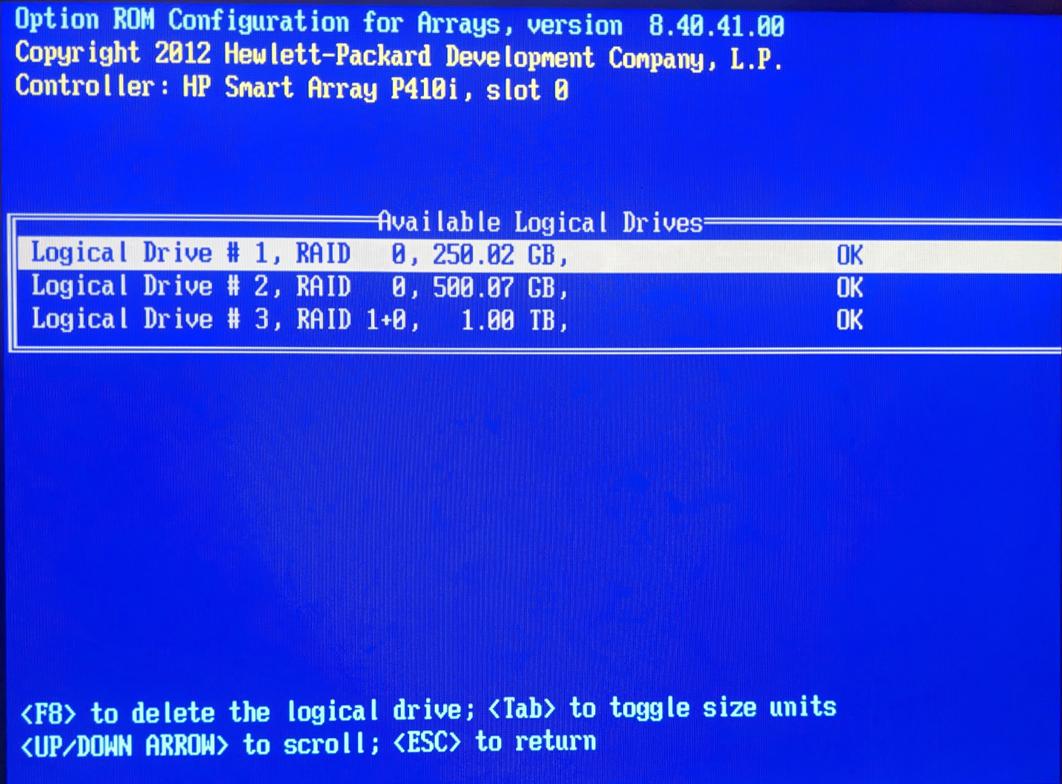 Option ROM Configuration for Arrays, version 8.40.41.00
Copyright 2012 Hewlett-Packard Development Company, L.P.
Controller: HP Smart Array P410i, slot 0
Available Logical Drives
Logical Drive # 1, RAID 0, 250.02 GB, OK
Logical Drive # 2, RAID 0, 500.07 GB, OK
Logical Drive # 3, RAID 1+0, 1.00 TB, OK
<F8> to delete the logical drive; <Tab> to toggle size units
<UP/DOWN ARROW> to scroll; <ESC> to return